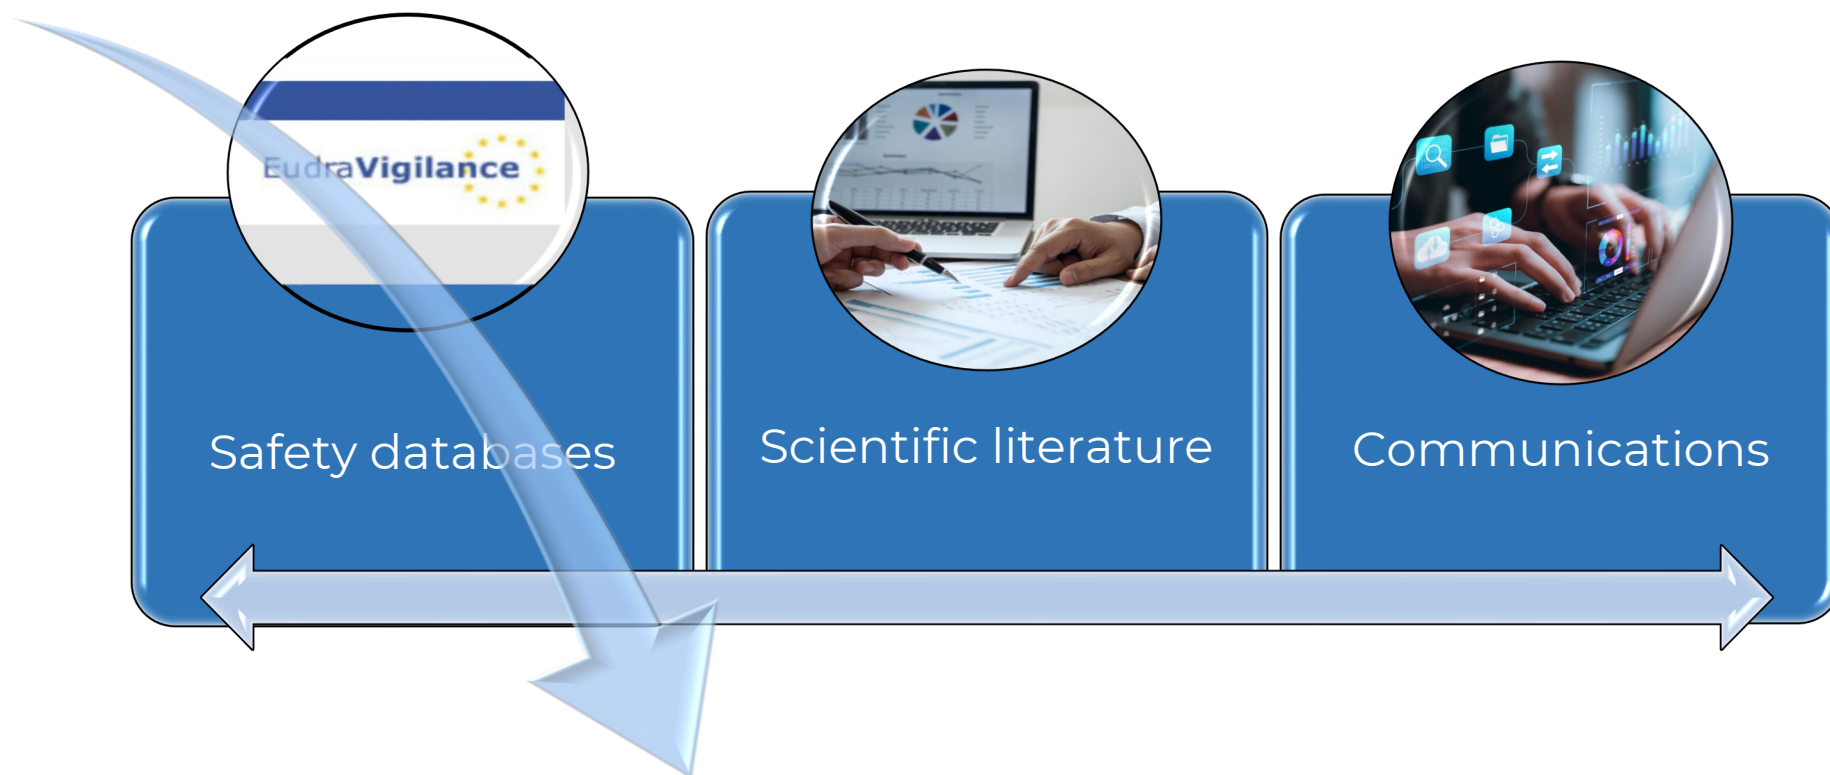 EudraVigilance
Safety databases
Scientific literature
Communications